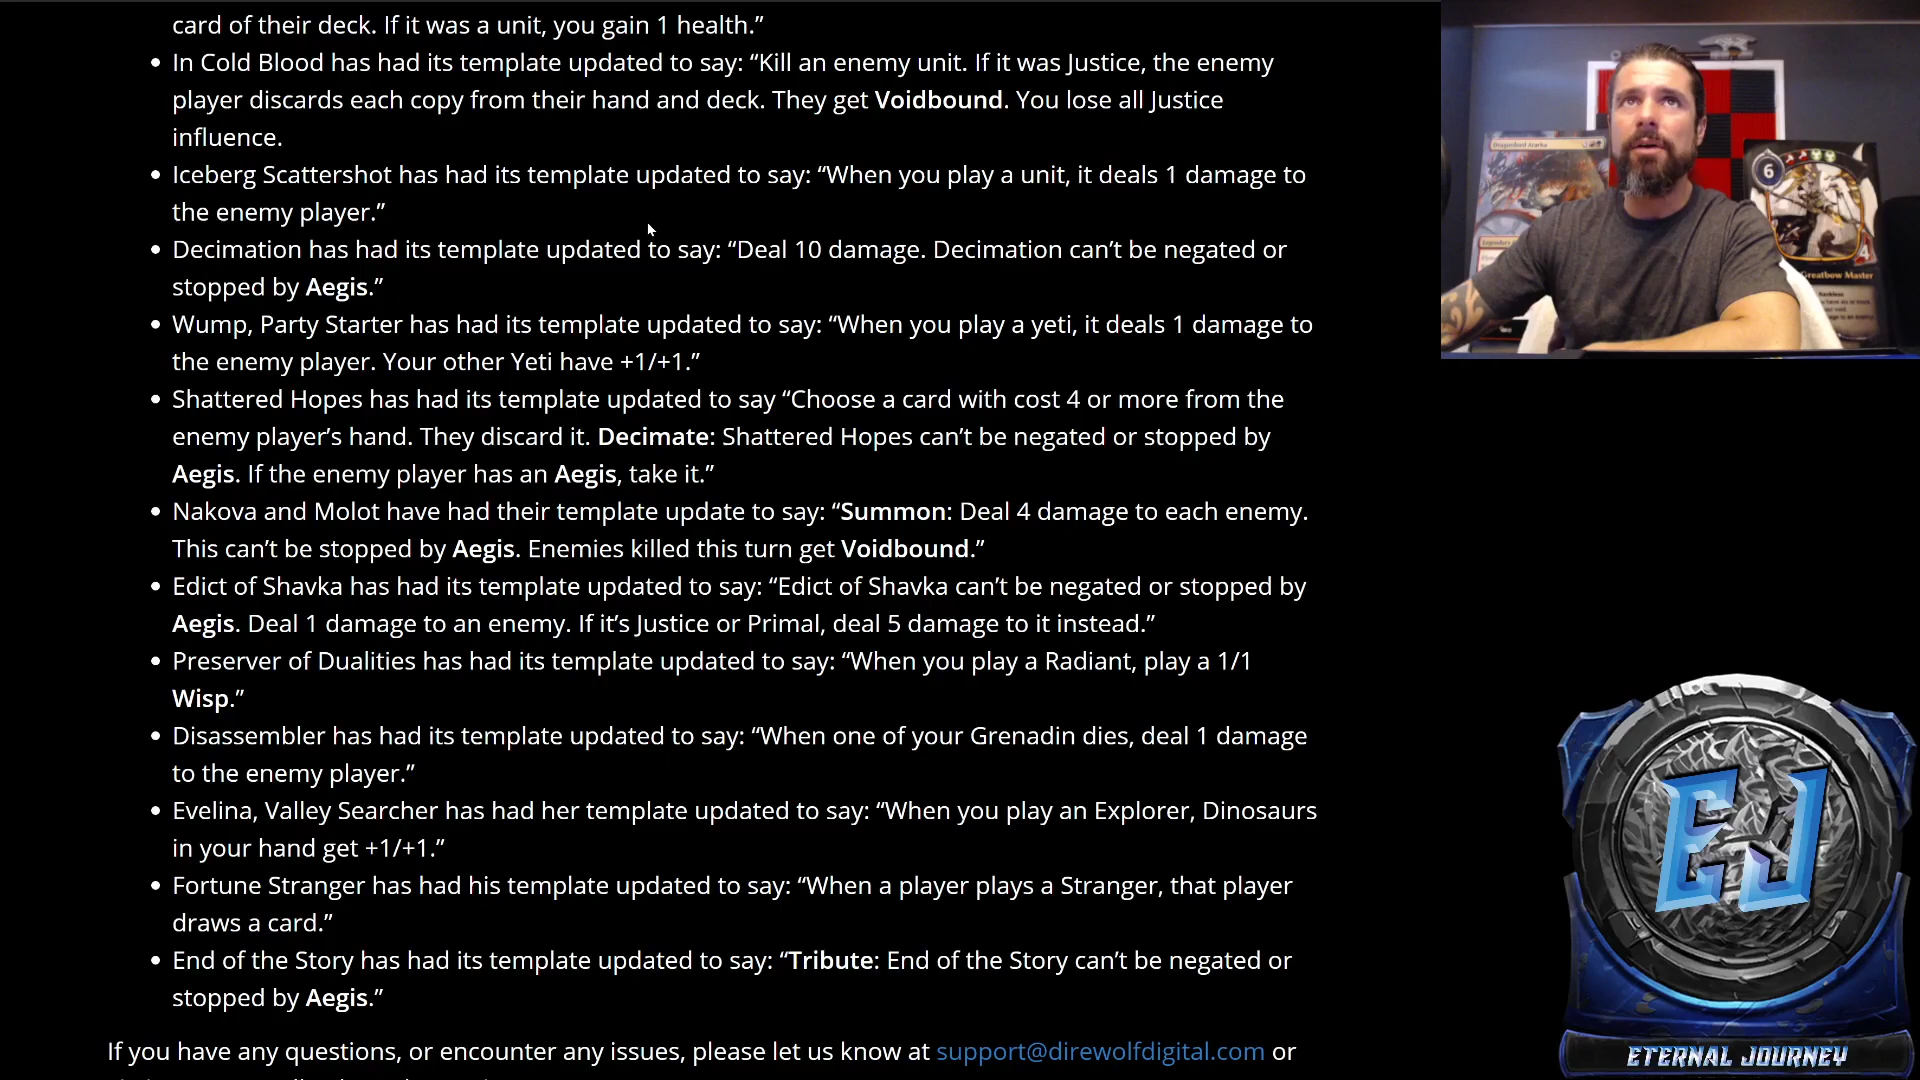 card of their deck. If it was a unit, you gain 1 health.”
• In Cold Blood has had its template updated to say: “Kill an enemy unit. If it was Justice, the enemy
player discards each copy from their hand and deck. They get Voidbound. You lose all Justice
influence.
• Iceberg Scattershot has had its template updated to say: “When you play a unit, it deals 1 damage to
the enemy player.”
• Decimation has had its template updated to say: “Deal 10 damage. Decimation can’t be negated or
stopped by Aegis.”
• Wump, Party Starter has had its template updated to say: “When you play a yeti, it deals 1 damage to
the enemy player. Your other Yeti have +1/+1.”
• Shattered Hopes has had its template updated to say “Choose a card with cost 4 or more from the
enemy player’s hand. They discard it. Decimate: Shattered Hopes can’t be negated or stopped by
Aegis. If the enemy player has an Aegis, take it.”
• Nakova and Molot have had their template update to say: “Summon: Deal 4 damage to each enemy.
This can’t be stopped by Aegis. Enemies killed this turn get Voidbound.”
• Edict of Shavka has had its template updated to say: “Edict of Shavka can’t be negated or stopped by
Aegis. Deal 1 damage to an enemy. If it’s Justice or Primal, deal 5 damage to it instead.”
• Preserver of Dualities has had its template updated to say: “When you play a Radiant, play a 1/1
Wisp.”
• Disassembler has had its template updated to say: “When one of your Grenadin dies, deal 1 damage
to the enemy player.”
• Evelina, Valley Searcher has had her template updated to say: “When you play an Explorer, Dinosaurs
in your hand get +1/+1.”
• Fortune Stranger has had his template updated to say: “When a player plays a Stranger, that player
draws a card.”
• End of the Story has had its template updated to say: “Tribute: End of the Story can’t be negated or
stopped by Aegis.”
If you have any questions, or encounter any issues, please let us know at support@direwolfdigital.com or
Dragonlord Atarka
6
4
Greatbow Master
EJ
ETERNAL JOURNEY